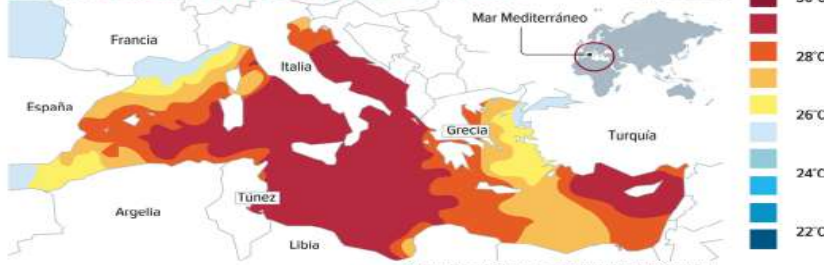 Mar Mediterráneo
Francia
Italia
España
Grecia
Turquía
Túnez
Argelia
Libia
28°C
26°C
24°C
22°C